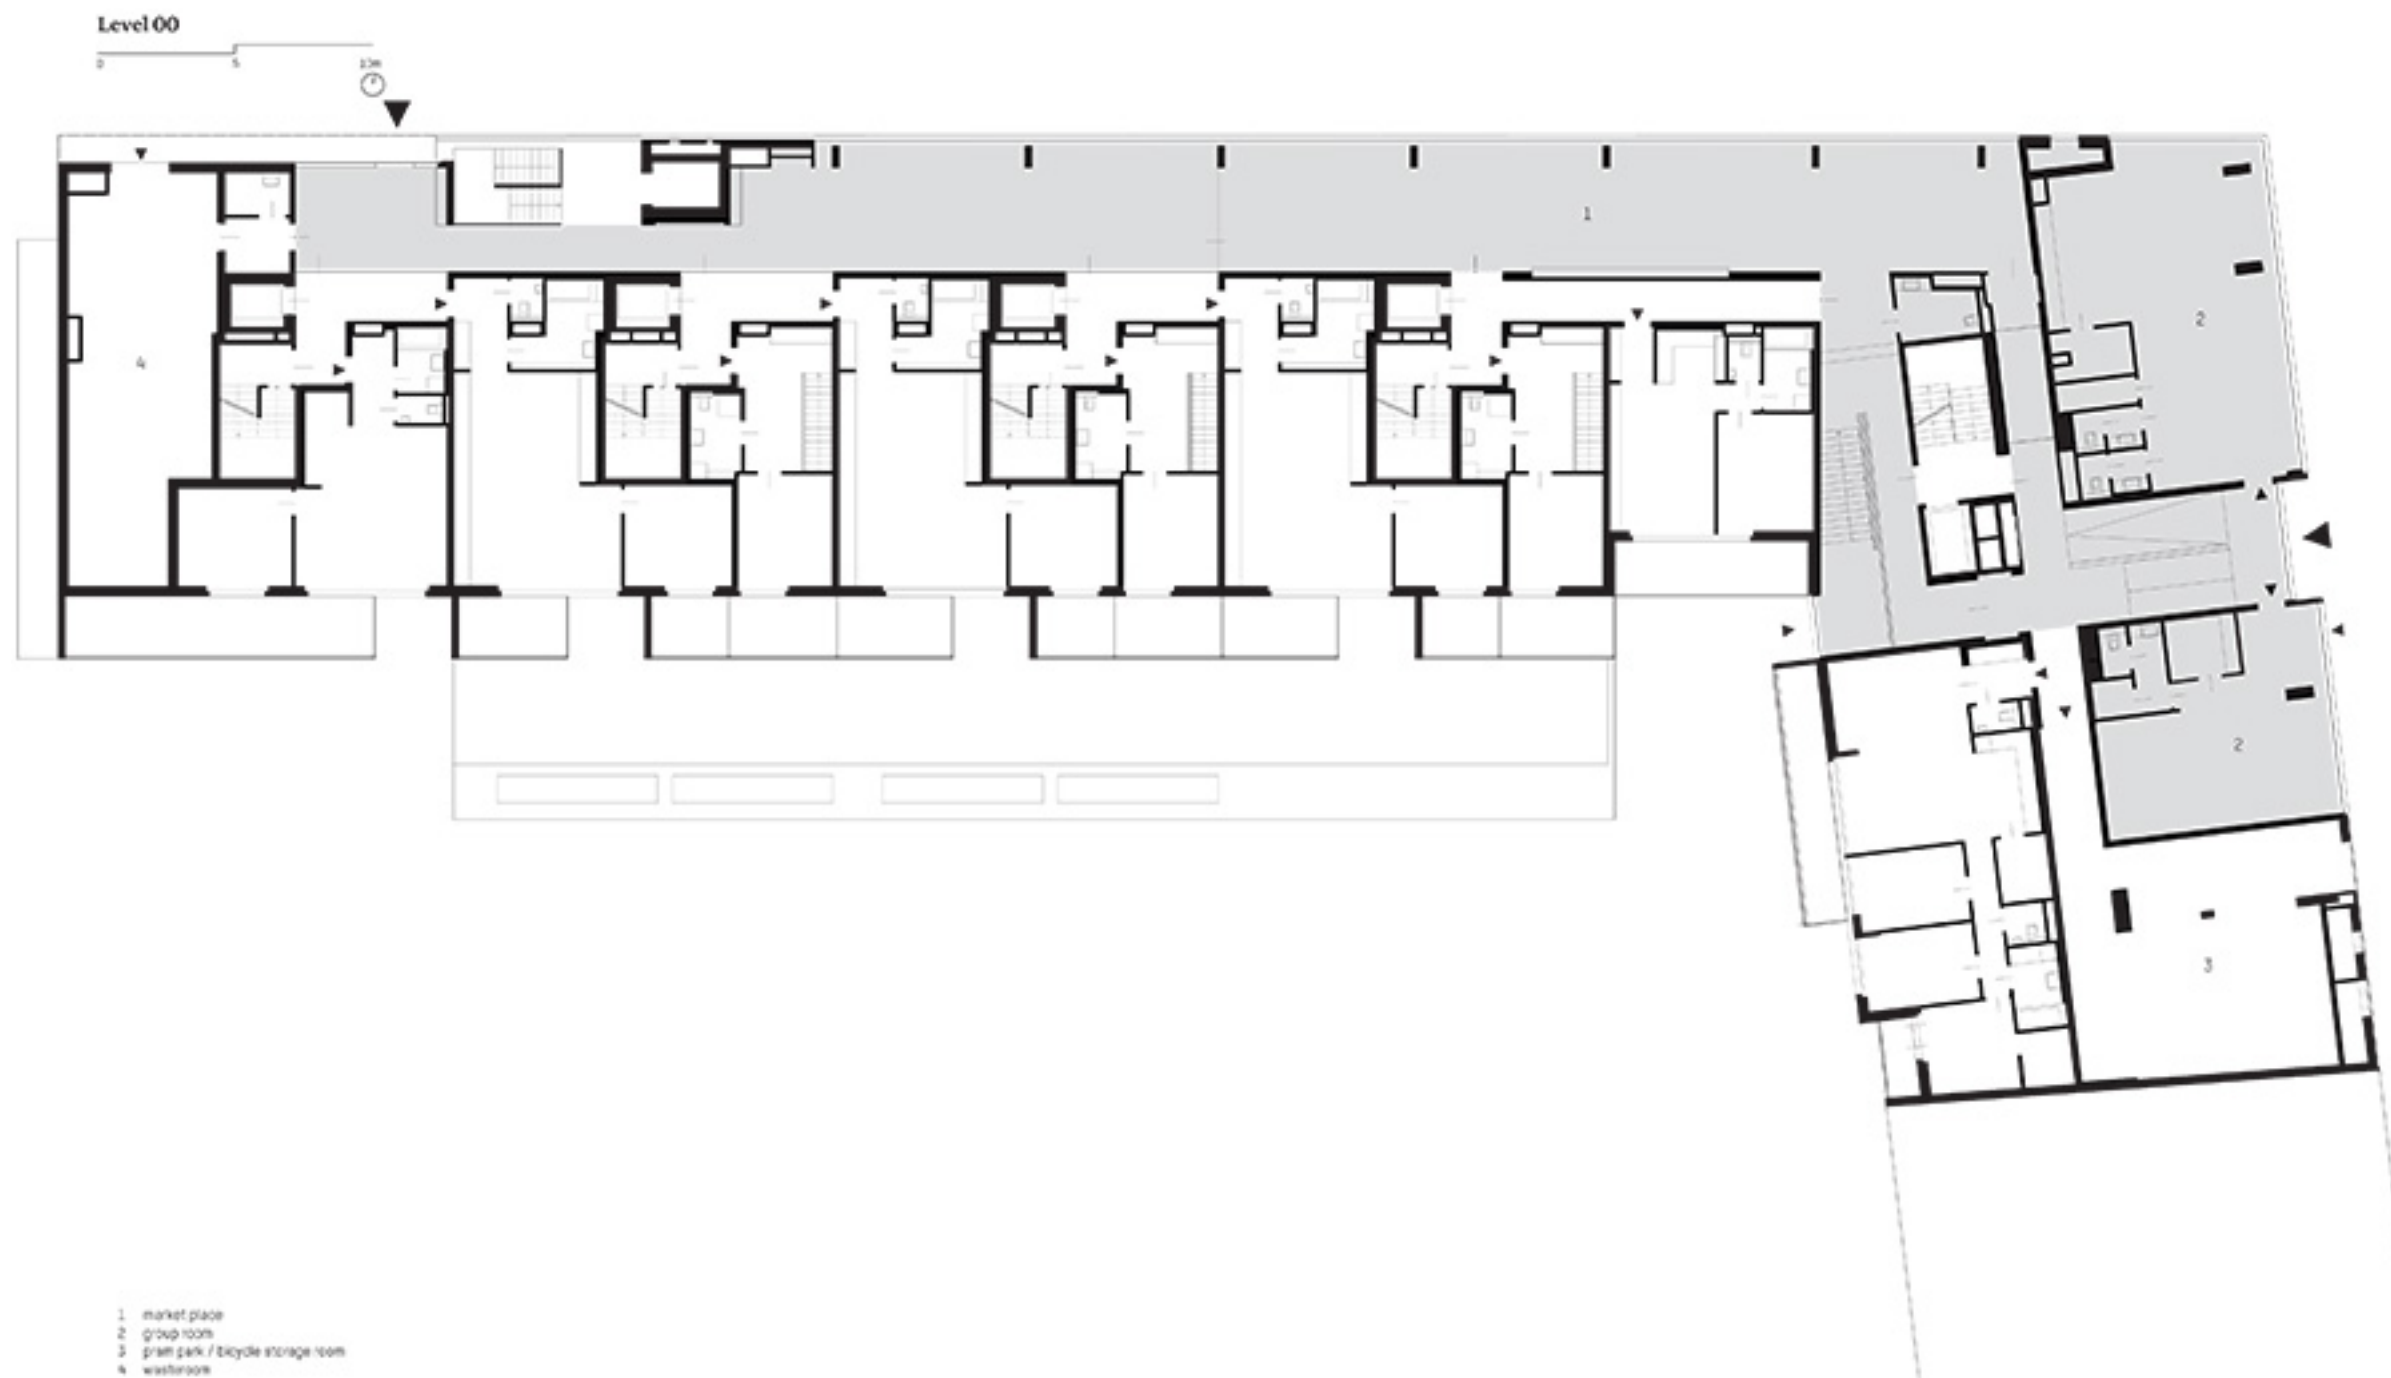 Level 00
0 5 10m
1
2
4
2
3
1 market place
2 group room
3 pram park / bicycle storage room
4 wasteroom